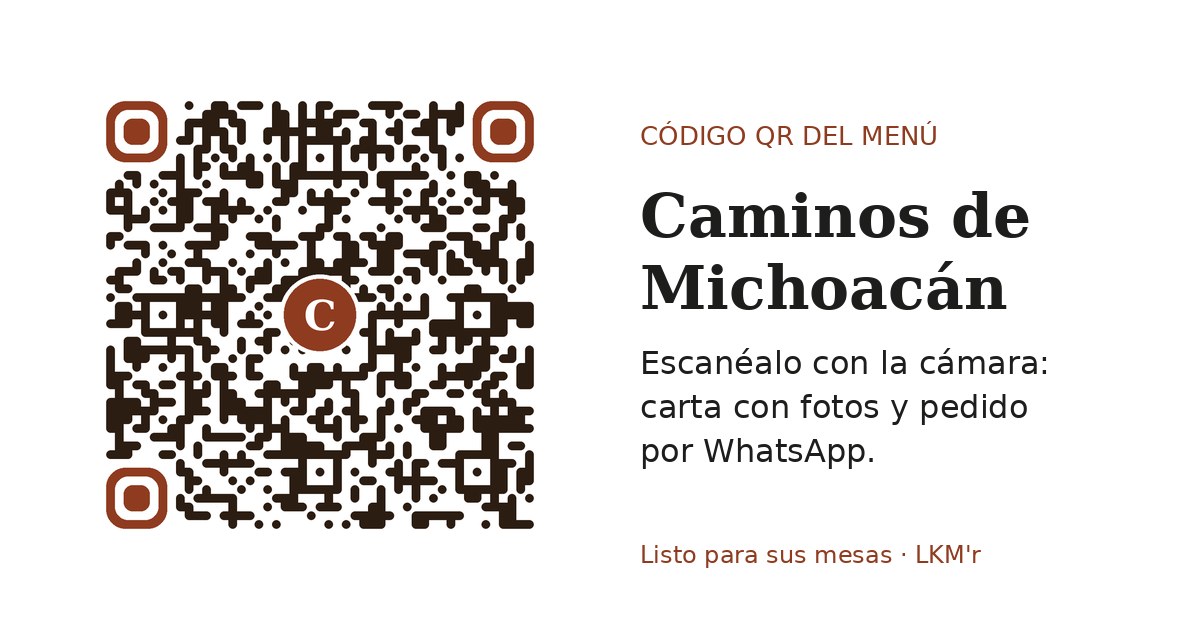 C
CÓDIGO QR DEL MENÚ
Caminos de
Michoacán
Escanéalo con la cámara:
carta con fotos y pedido
por WhatsApp.
Listo para sus mesas · LKM'r